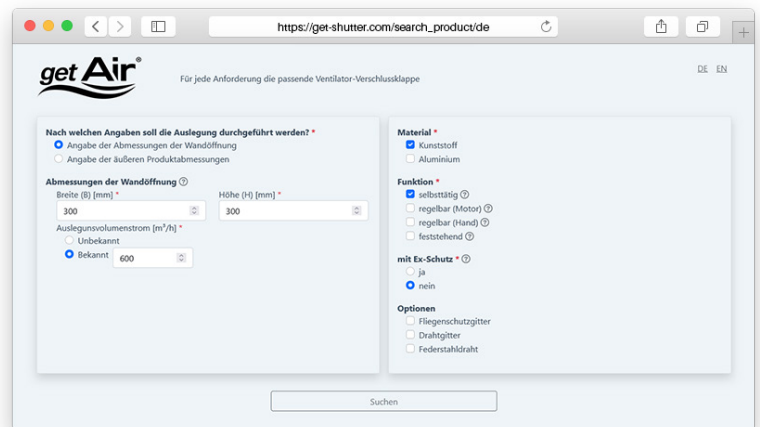 https://get-shutter.com/search_product/de
get Air®
Für jede Anforderung die passende Ventilator-Verschlussklappe
DE EN
Nach welchen Angaben soll die Auslegung durchgeführt werden? *
Angabe der Abmessungen der Wandöffnung
Angabe der äußeren Produktabmessungen
Abmessungen der Wandöffnung ?
Breite (B) [mm] * Höhe (H) [mm] *
300 300
Auslegunsvolumenstrom [m³/h] *
Unbekannt
Bekannt 600
Material *
Kunststoff
Aluminium
Funktion *
selbsttätig ?
regelbar (Motor) ?
regelbar (Hand) ?
feststehend ?
mit Ex-Schutz * ?
ja
nein
Optionen
Fliegenschutzgitter
Drahtgitter
Federstahldraht
Suchen